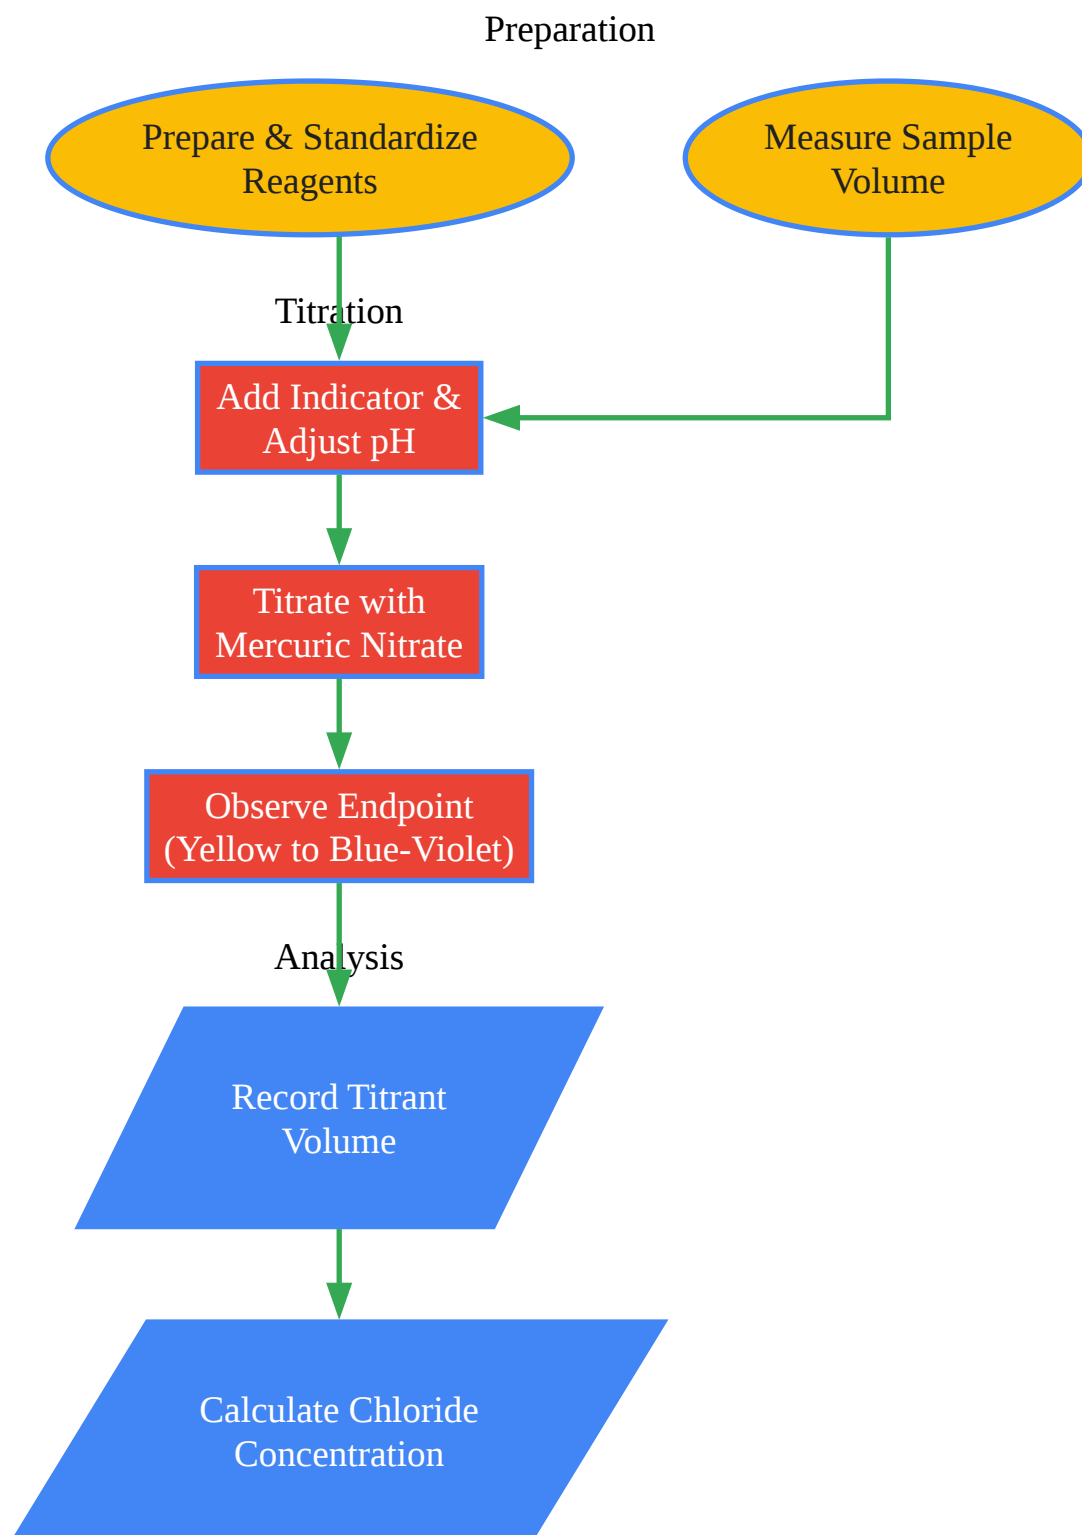 Preparation
Prepare & Standardize
Reagents
Measure Sample
Volume
Titration
Add Indicator &
Adjust pH
Titrate with
Mercuric Nitrate
Observe Endpoint
(Yellow to Blue-Violet)
Analysis
Record Titrant
Volume
Calculate Chloride
Concentration